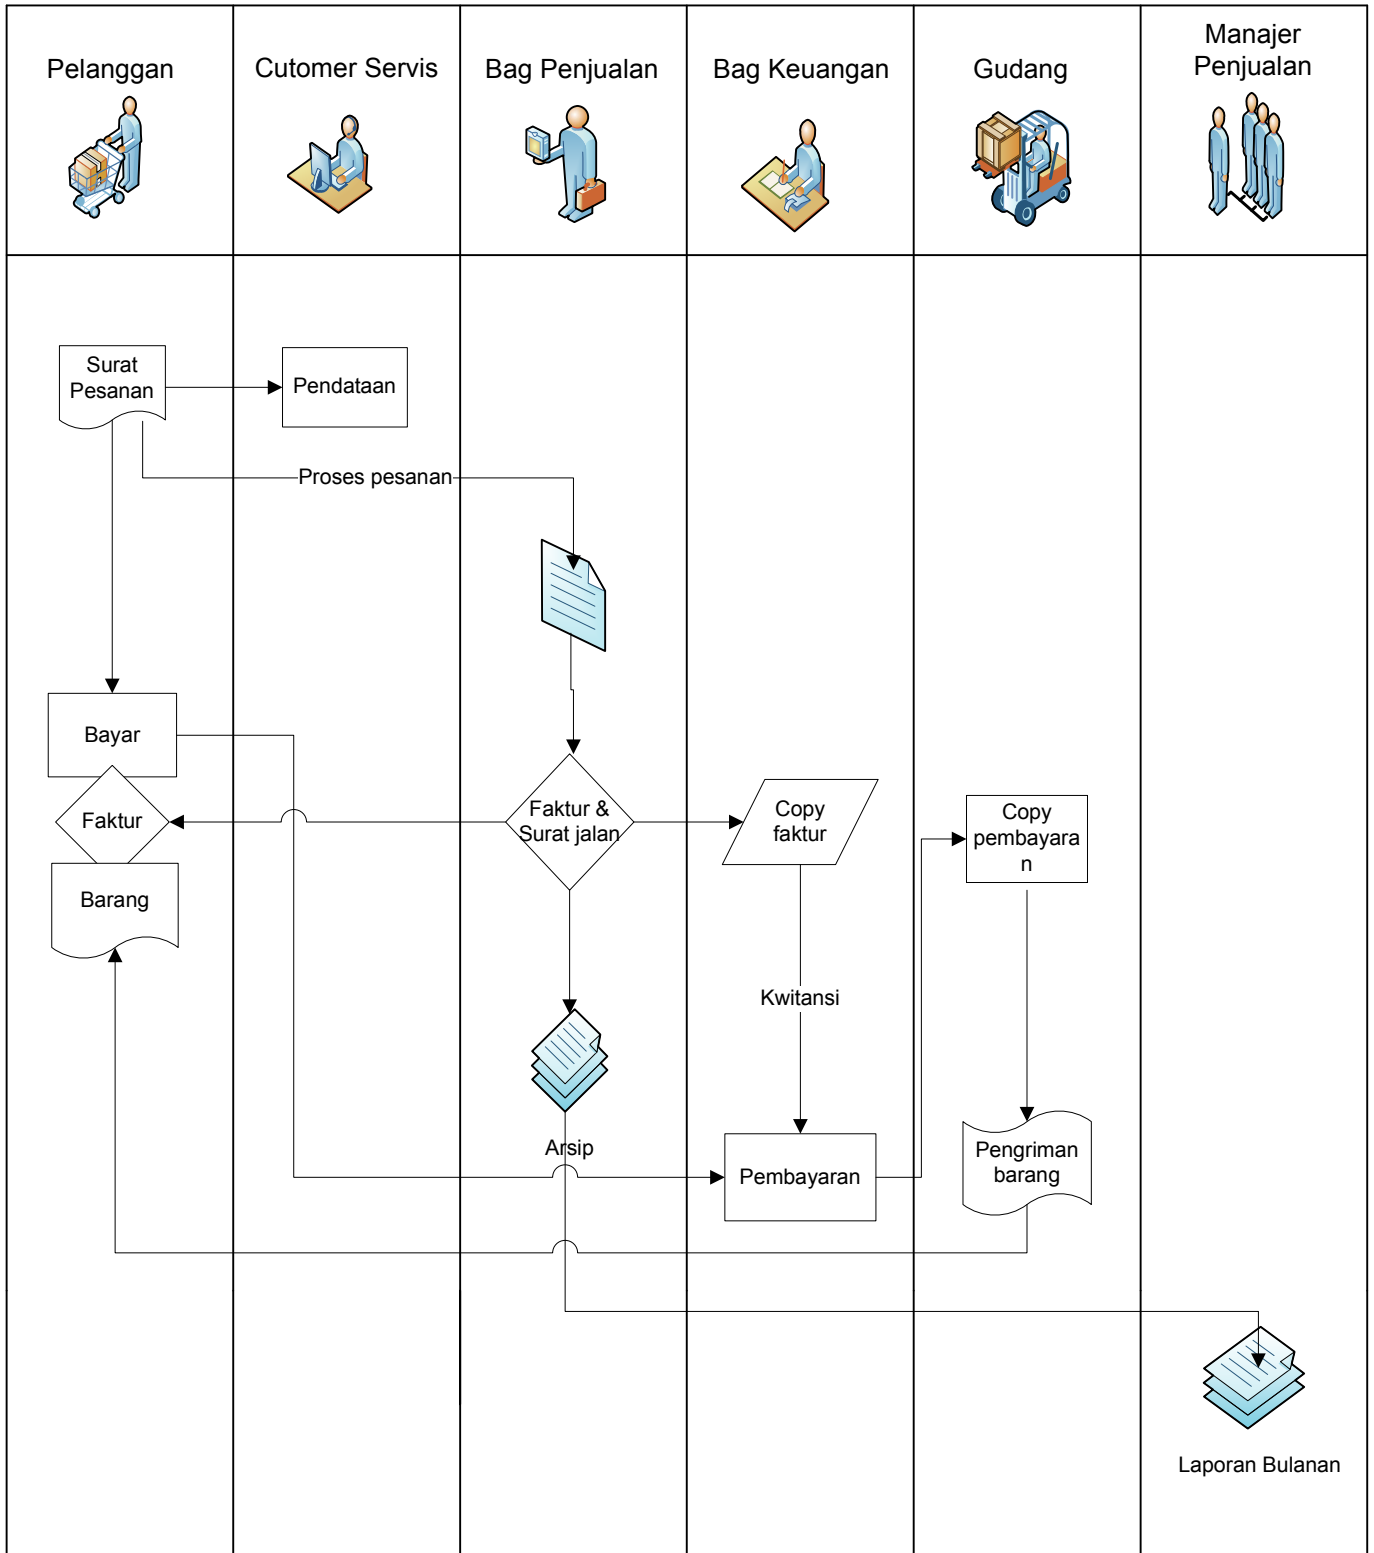 Pelanggan
Cutomer Servis
Bag Penjualan
Bag Keuangan
Gudang
Manajer
Penjualan
Surat
Pesanan
Pendataan
Proses pesanan
Bayar
Faktur
Barang
Faktur &
Surat jalan
Copy
faktur
Copy
pembayara
n
Kwitansi
Arsip
Pembayaran
Pengriman
barang
Laporan Bulanan